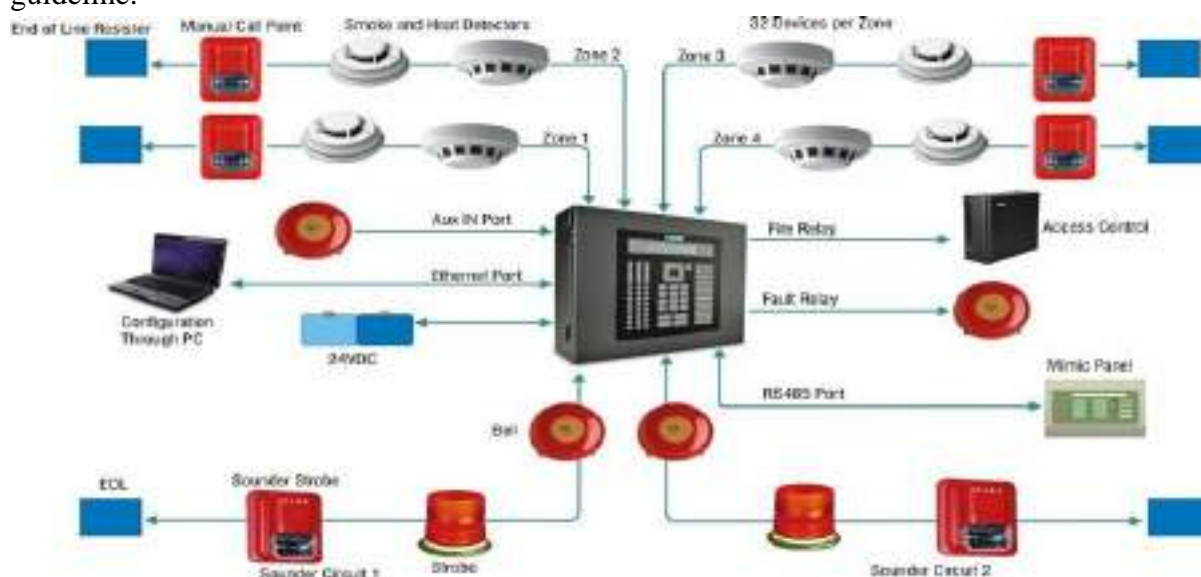 guideline.
End of Line Resister
Manual Call Point
Smoke and Heat Detectors
32 Devices per Zone
Zone 2
Zone 3
Zone 1
Zone 4
Aux IN Port
Fire Relay
Access Control
Ethernet Port
Fault Relay
Configuration
Through PC
24VDC
Mimic Panel
RS485 Port
Bell
EOL
Sounder Strobe
Sounder Circuit 1
Strobe
Sounder Circuit 2